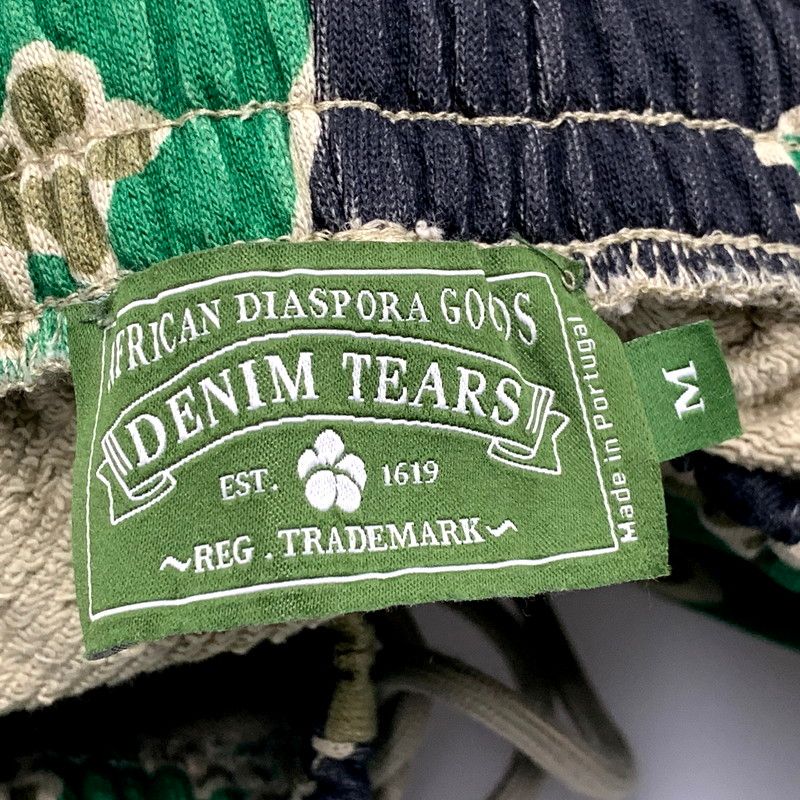 AFRICAN DIASPORA GOODS
DENIM TEARS
EST. 1619
~REG . TRADEMARK~
Made in Portugal
M